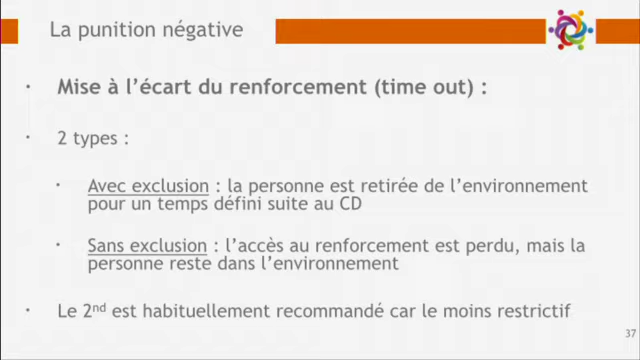 La punition négative
· Mise à l'écart du renforcement (time out) :
· 2 types :
· Avec exclusion : la personne est retirée de l'environnement
pour un temps défini suite au CD
· Sans exclusion : l'accès au renforcement est perdu, mais la
personne reste dans l'environnement
· Le 2nd est habituellement recommandé car le moins restrictif
37